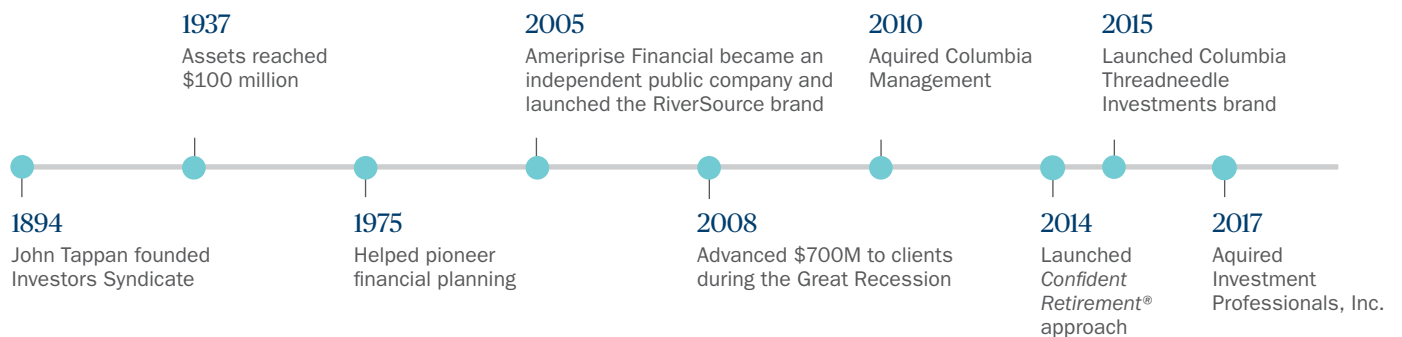 1937
Assets reached
$100 million
2005
Ameriprise Financial became an
independent public company and
launched the RiverSource brand
2010
Aquired Columbia
Management
2015
Launched Columbia
Threadneedle
Investments brand
1894
John Tappan founded
Investors Syndicate
1975
Helped pioneer
financial planning
2008
Advanced $700M to clients
during the Great Recession
2014
Launched
Confident
Retirement®
approach
2017
Aquired
Investment
Professionals, Inc.